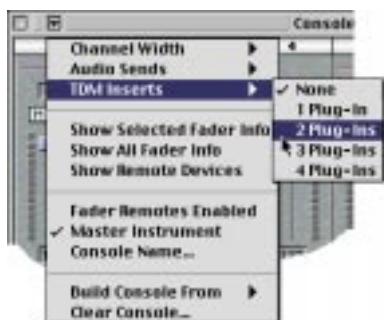 Console
4
Channel Width
Audio Sends
TDM Inserts
None
1 Plug-In
2 Plug-Ins
3 Plug-Ins
4 Plug-Ins
Show Selected Fader Info
Show All Fader Info
Show Remote Devices
Fader Remotes Enabled
Master Instrument
Console Name...
Build Console From
Clear Console...